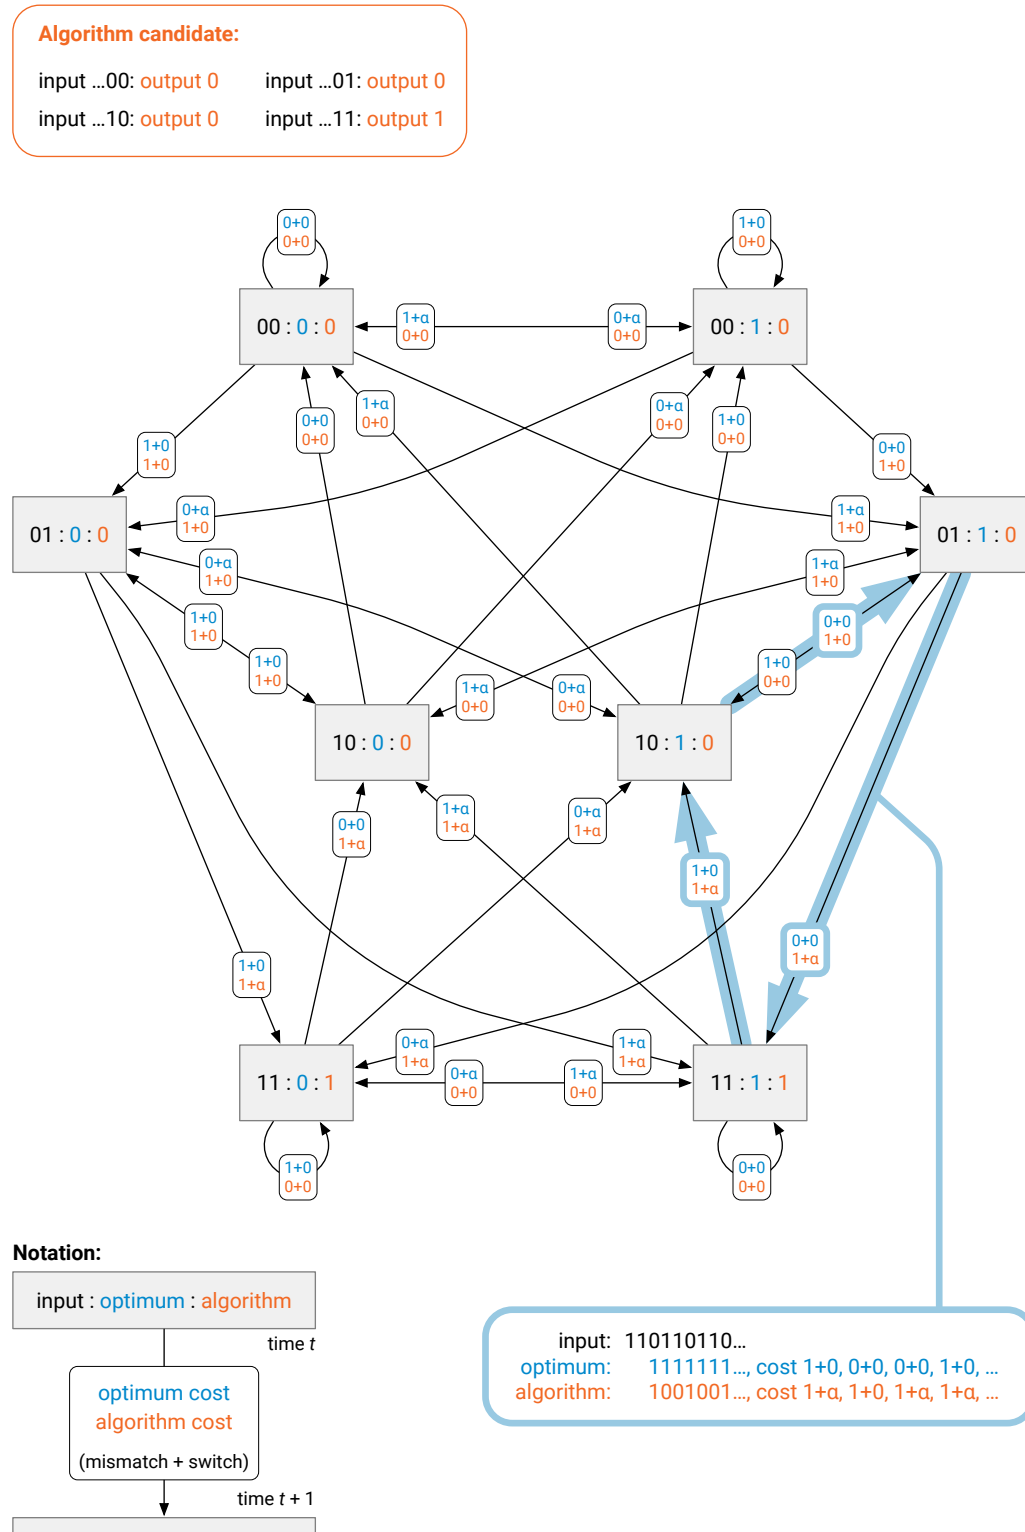 Algorithm candidate:
input ...00: output 0 input ...01: output 0
input ...10: output 0 input ...11: output 1
0+0
0+0
1+0
0+0
00 : 0 : 0
1+α
0+0
0+α
0+0
00 : 1 : 0
0+0
0+0
1+α
0+0
0+α
0+0
1+0
0+0
1+0
1+0
0+0
1+0
01 : 0 : 0
0+α
1+0
1+α
1+0
01 : 1 : 0
0+α
1+0
1+α
1+0
1+0
1+0
0+0
1+0
1+0
1+0
1+0
0+0
1+α
0+0
0+α
0+0
10 : 0 : 0
10 : 1 : 0
0+0
1+α
1+α
1+α
0+α
1+α
1+0
1+α
1+0
1+α
0+0
1+α
0+α
1+α
1+α
1+α
11 : 0 : 1
0+α
0+0
1+α
0+0
11 : 1 : 1
1+0
0+0
0+0
0+0
Notation:
input : optimum : algorithm
time t
optimum cost
algorithm cost
(mismatch + switch)
time t + 1
input: 110110110...
optimum: 1111111..., cost 1+0, 0+0, 0+0, 1+0, ...
algorithm: 1001001..., cost 1+α, 1+0, 1+α, 1+α, ...